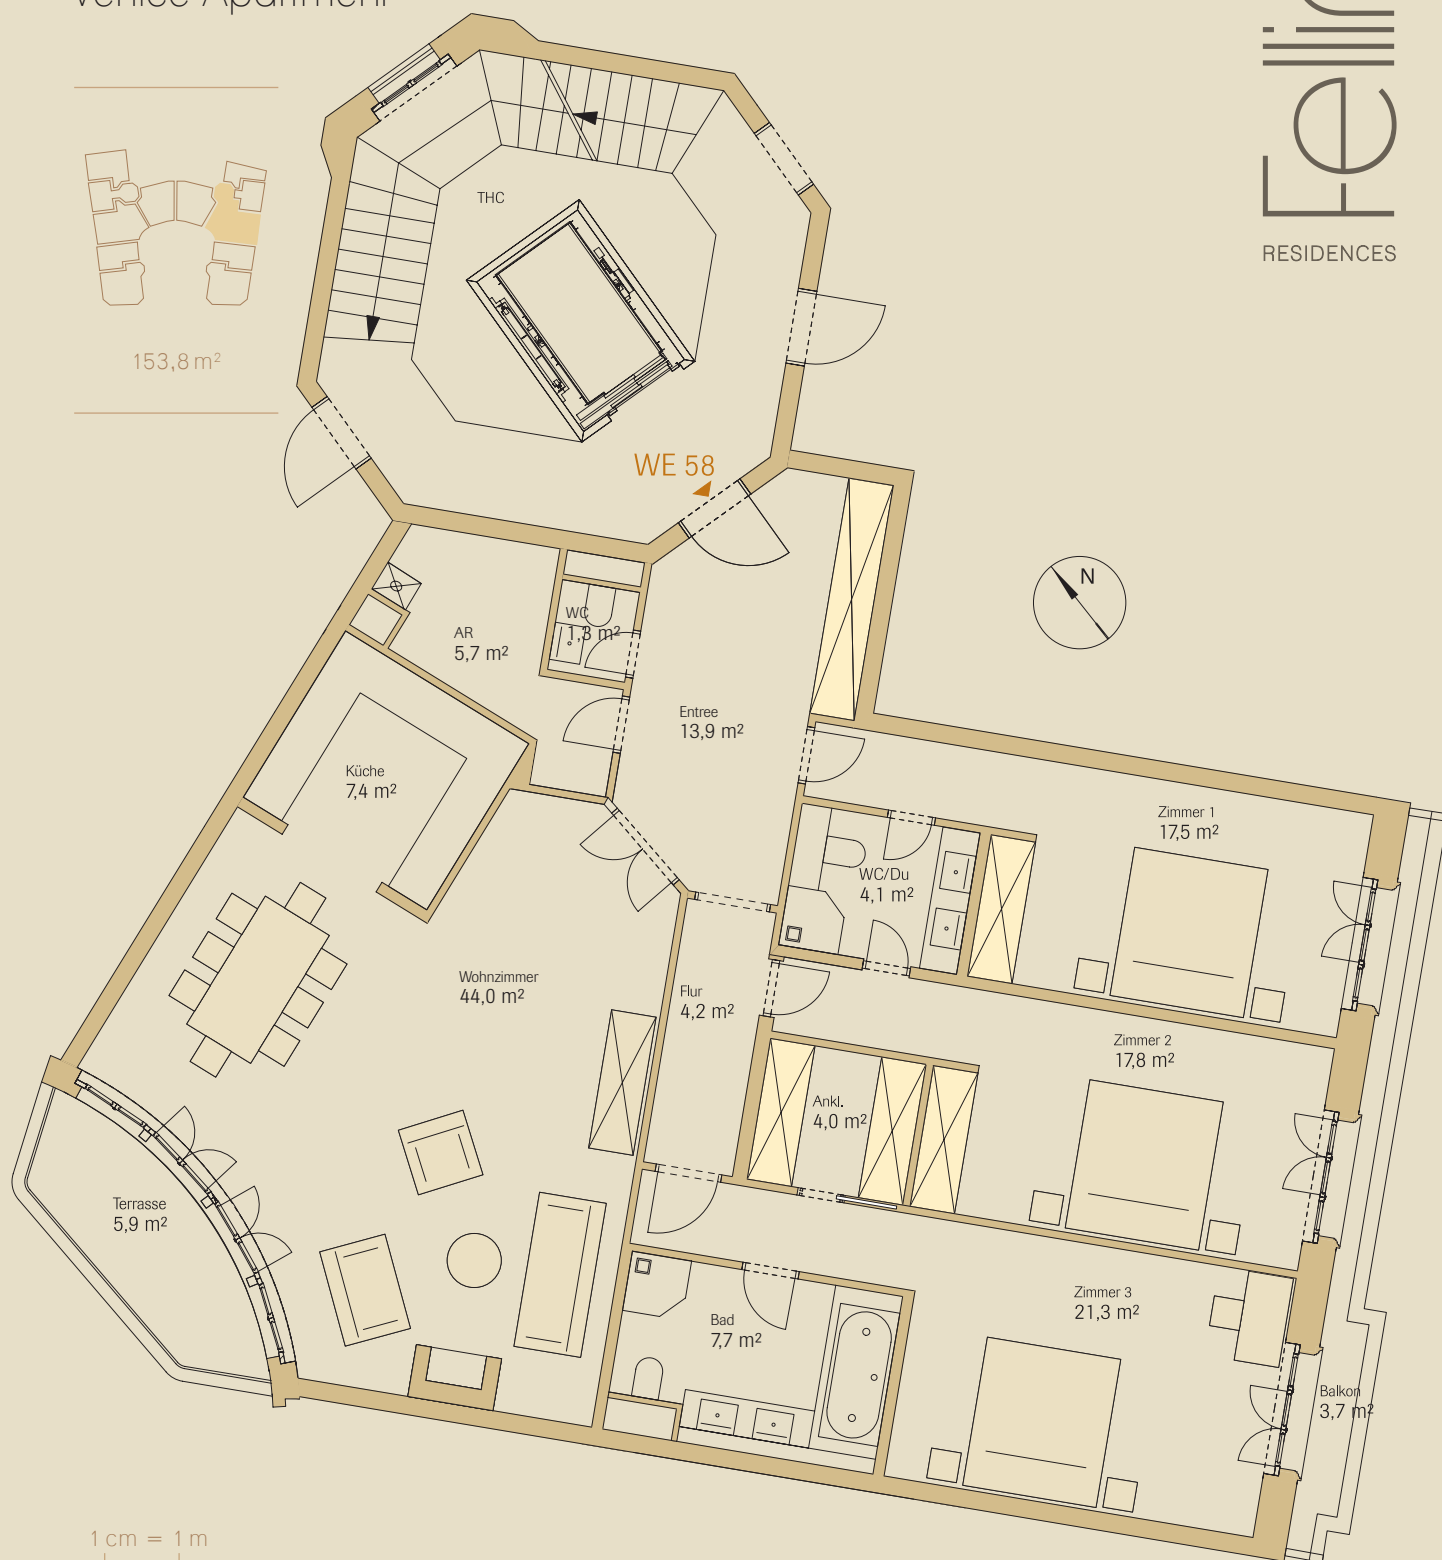 Venice Apartment
RESIDENCES
153,8 m²
THC
WE 58
N
WC
1,3 m²
AR
5,7 m²
Entree
13,9 m²
Küche
7,4 m²
Zimmer 1
17,5 m²
WC/Du
4,1 m²
Wohnzimmer
44,0 m²
Flur
4,2 m²
Zimmer 2
17,8 m²
Ankl.
4,0 m²
Terrasse
5,9 m²
Zimmer 3
21,3 m²
Bad
7,7 m²
Balkon
3,7 m²
1 cm = 1 m